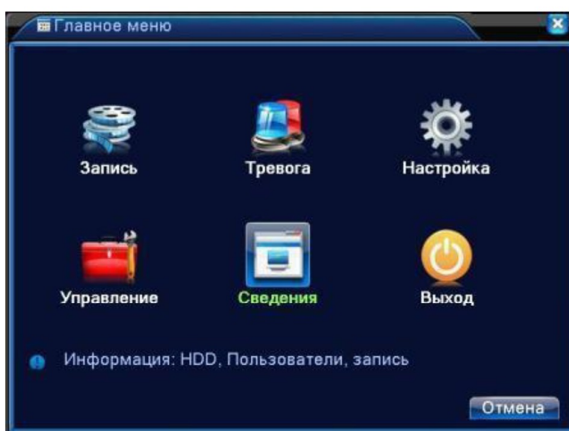 Главное меню
Запись Тревога Настройка
Управление Сведения Выход
Информация: HDD, Пользователи, запись
Отмена